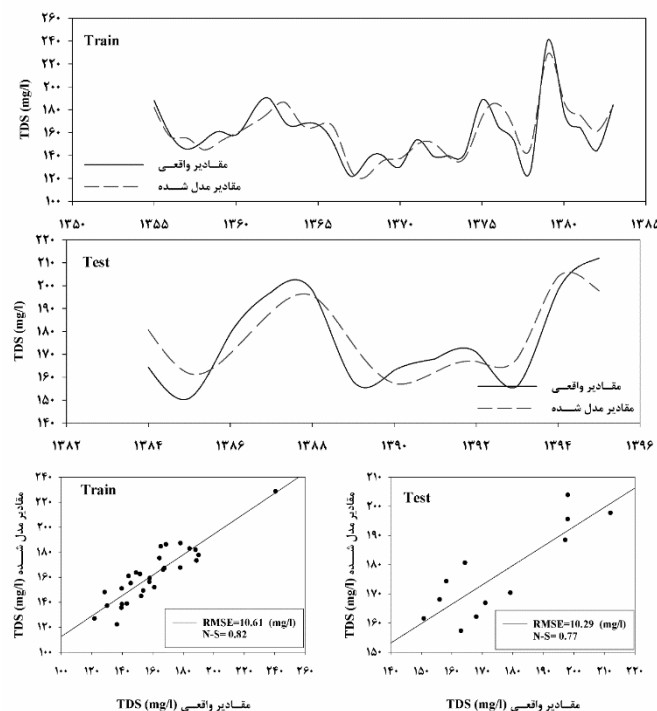 Train
۲۶۰
۲۴۰
۲۲۰
۲۰۰
۱۸۰
۱۶۰
۱۴۰
۱۲۰
۱۰۰
TDS (mg/l)
مقادیر واقعی
مقادیر مدل شده
۱۳۵۰ ۱۳۵۵ ۱۳۶۰ ۱۳۶۵ ۱۳۷۰ ۱۳۷۵ ۱۳۸۰ ۱۳۸۵
Test
۲۲۰
۲۱۰
۲۰۰
۱۹۰
۱۸۰
۱۷۰
۱۶۰
۱۵۰
۱۴۰
TDS (mg/l)
مقادیر واقعی
مقادیر مدل شده
۱۳۸۲ ۱۳۸۴ ۱۳۸۶ ۱۳۸۸ ۱۳۹۰ ۱۳۹۲ ۱۳۹۴ ۱۳۹۶
Train
۲۴۰
۲۲۰
۲۰۰
۱۸۰
۱۶۰
۱۴۰
۱۲۰
۱۰۰
TDS (mg/l) مقادیر مدل شده
RMSE=10.61 (mg/l)
N-S= 0.82
۱۰۰ ۱۲۰ ۱۴۰ ۱۶۰ ۱۸۰ ۲۰۰ ۲۲۰ ۲۴۰ ۲۶۰
TDS (mg/l) مقادیر واقعی
Test
۲۱۰
۲۰۰
۱۹۰
۱۸۰
۱۷۰
۱۶۰
۱۵۰
TDS (mg/l) مقادیر مدل شده
RMSE=10.29 (mg/l)
N-S= 0.77
۱۴۰ ۱۵۰ ۱۶۰ ۱۷۰ ۱۸۰ ۱۹۰ ۲۰۰ ۲۱۰ ۲۲۰
TDS (mg/l) مقادیر واقعی